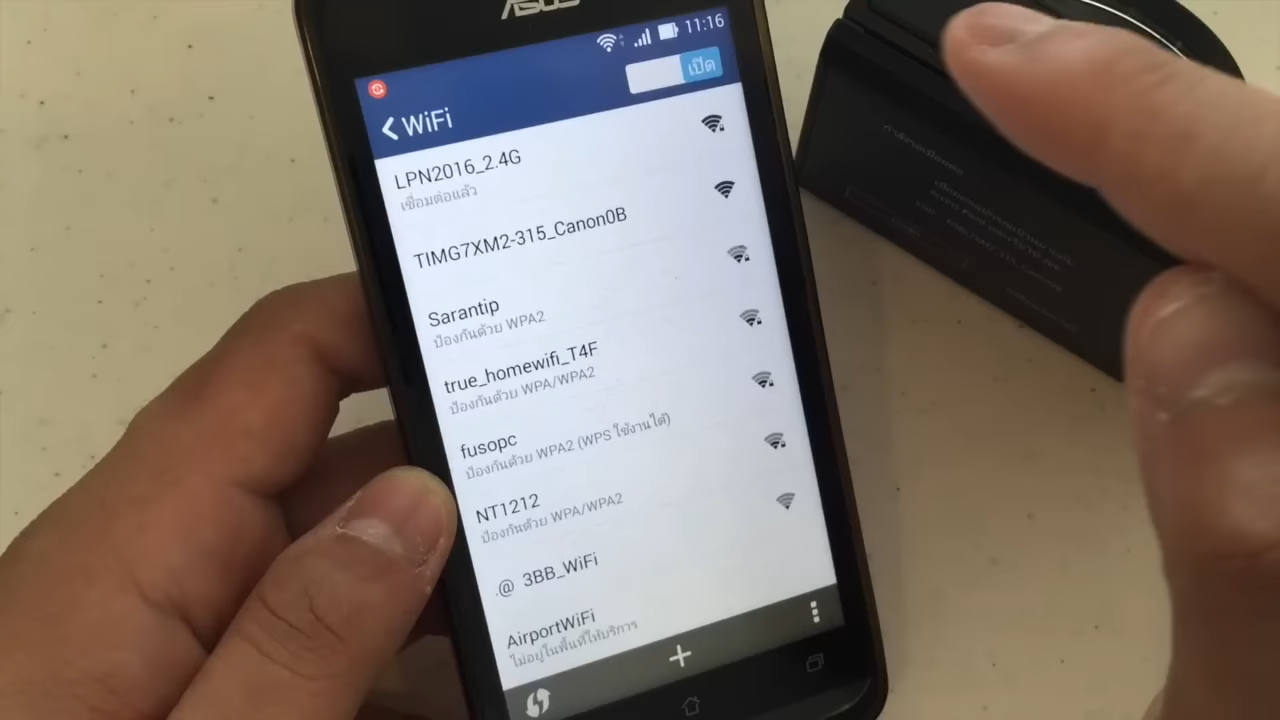 ASUS
11:16
เปิด
WiFi
LPN2016_2.4G
เชื่อมต่อแล้ว
TIMG7XM2-315_Canon0B
Sarantip
ป้องกันด้วย WPA2
true_homewifi_T4F
ป้องกันด้วย WPA/WPA2
fusopc
ป้องกันด้วย WPA2 (WPS ใช้งานได้)
NT1212
ป้องกันด้วย WPA/WPA2
.@ 3BB_WiFi
AirportWiFi
ไม่อยู่ในพื้นที่ให้บริการ